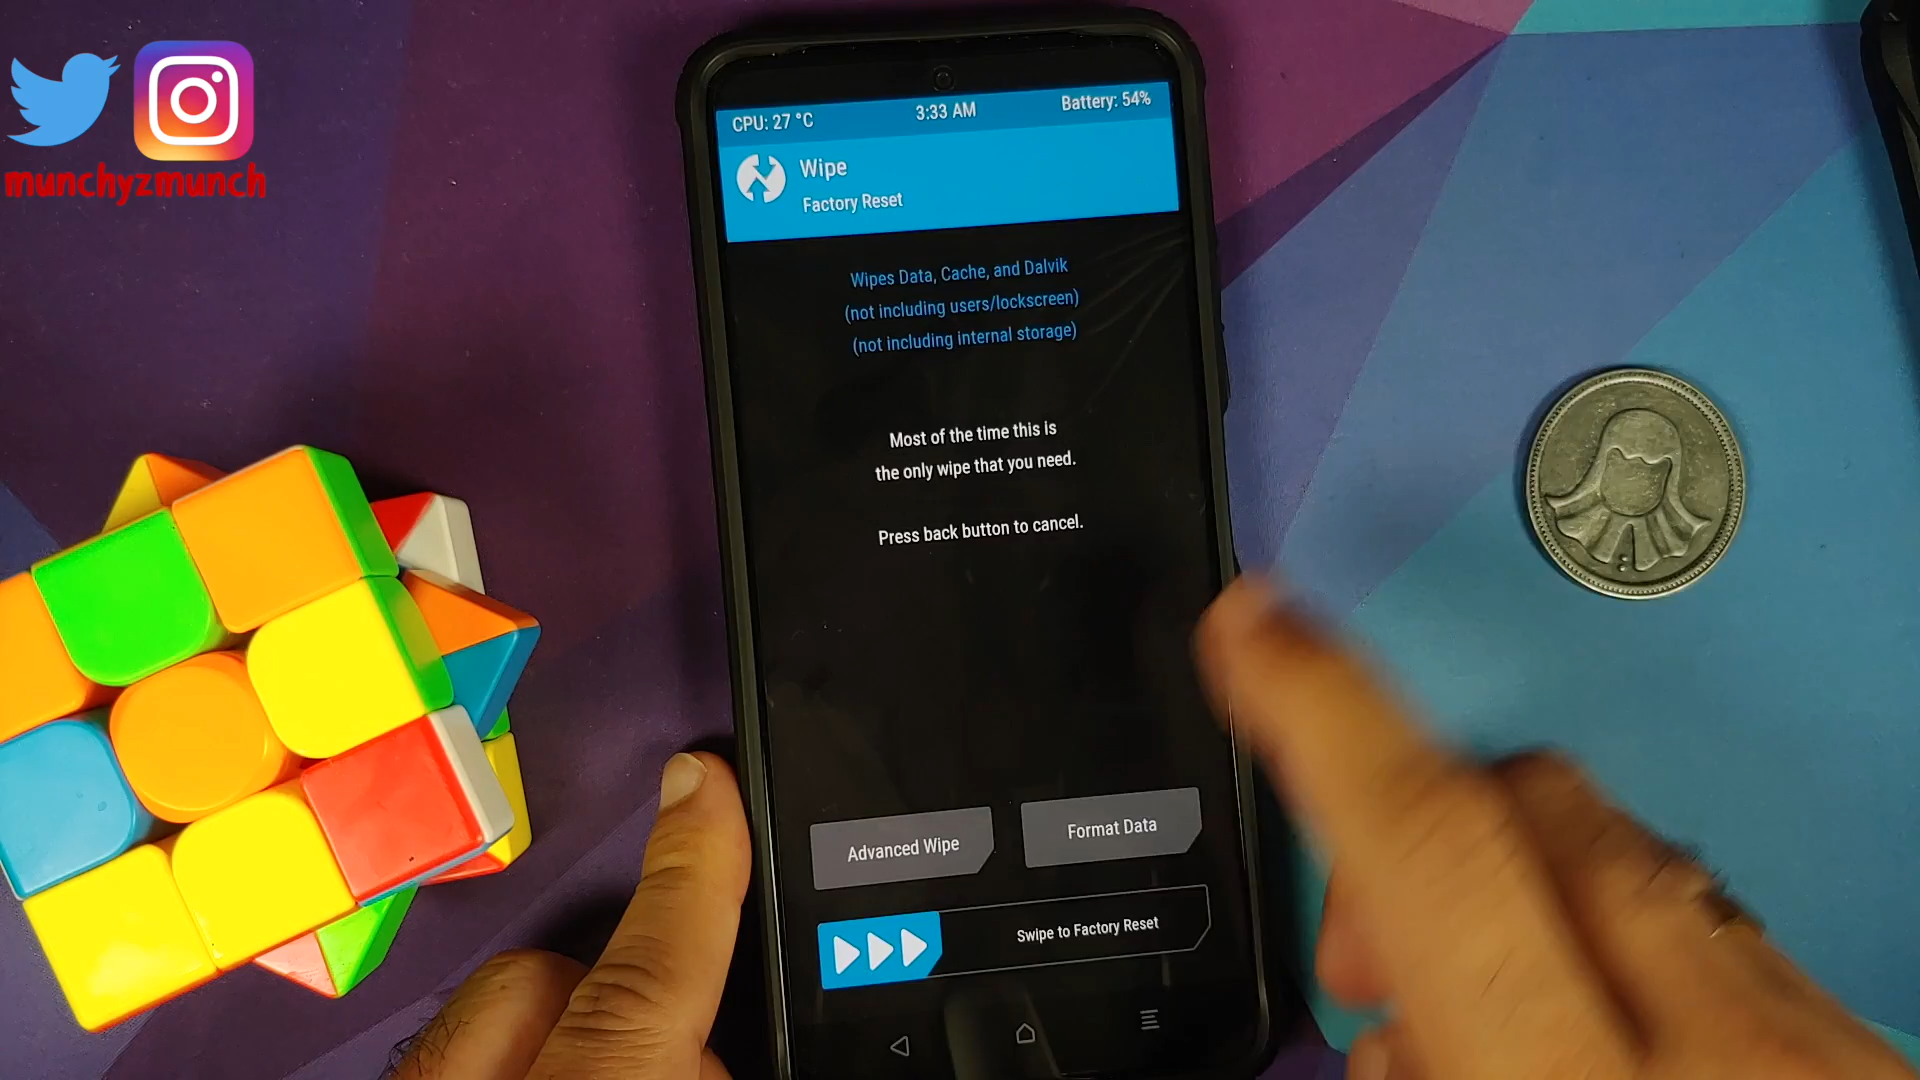 munchyzmunch
CPU: 27 °C
3:33 AM
Battery: 54%
Wipe
Factory Reset
Wipes Data, Cache, and Dalvik
(not including users/lockscreen)
(not including internal storage)
Most of the time this is
the only wipe that you need.
Press back button to cancel.
Advanced Wipe
Format Data
Swipe to Factory Reset